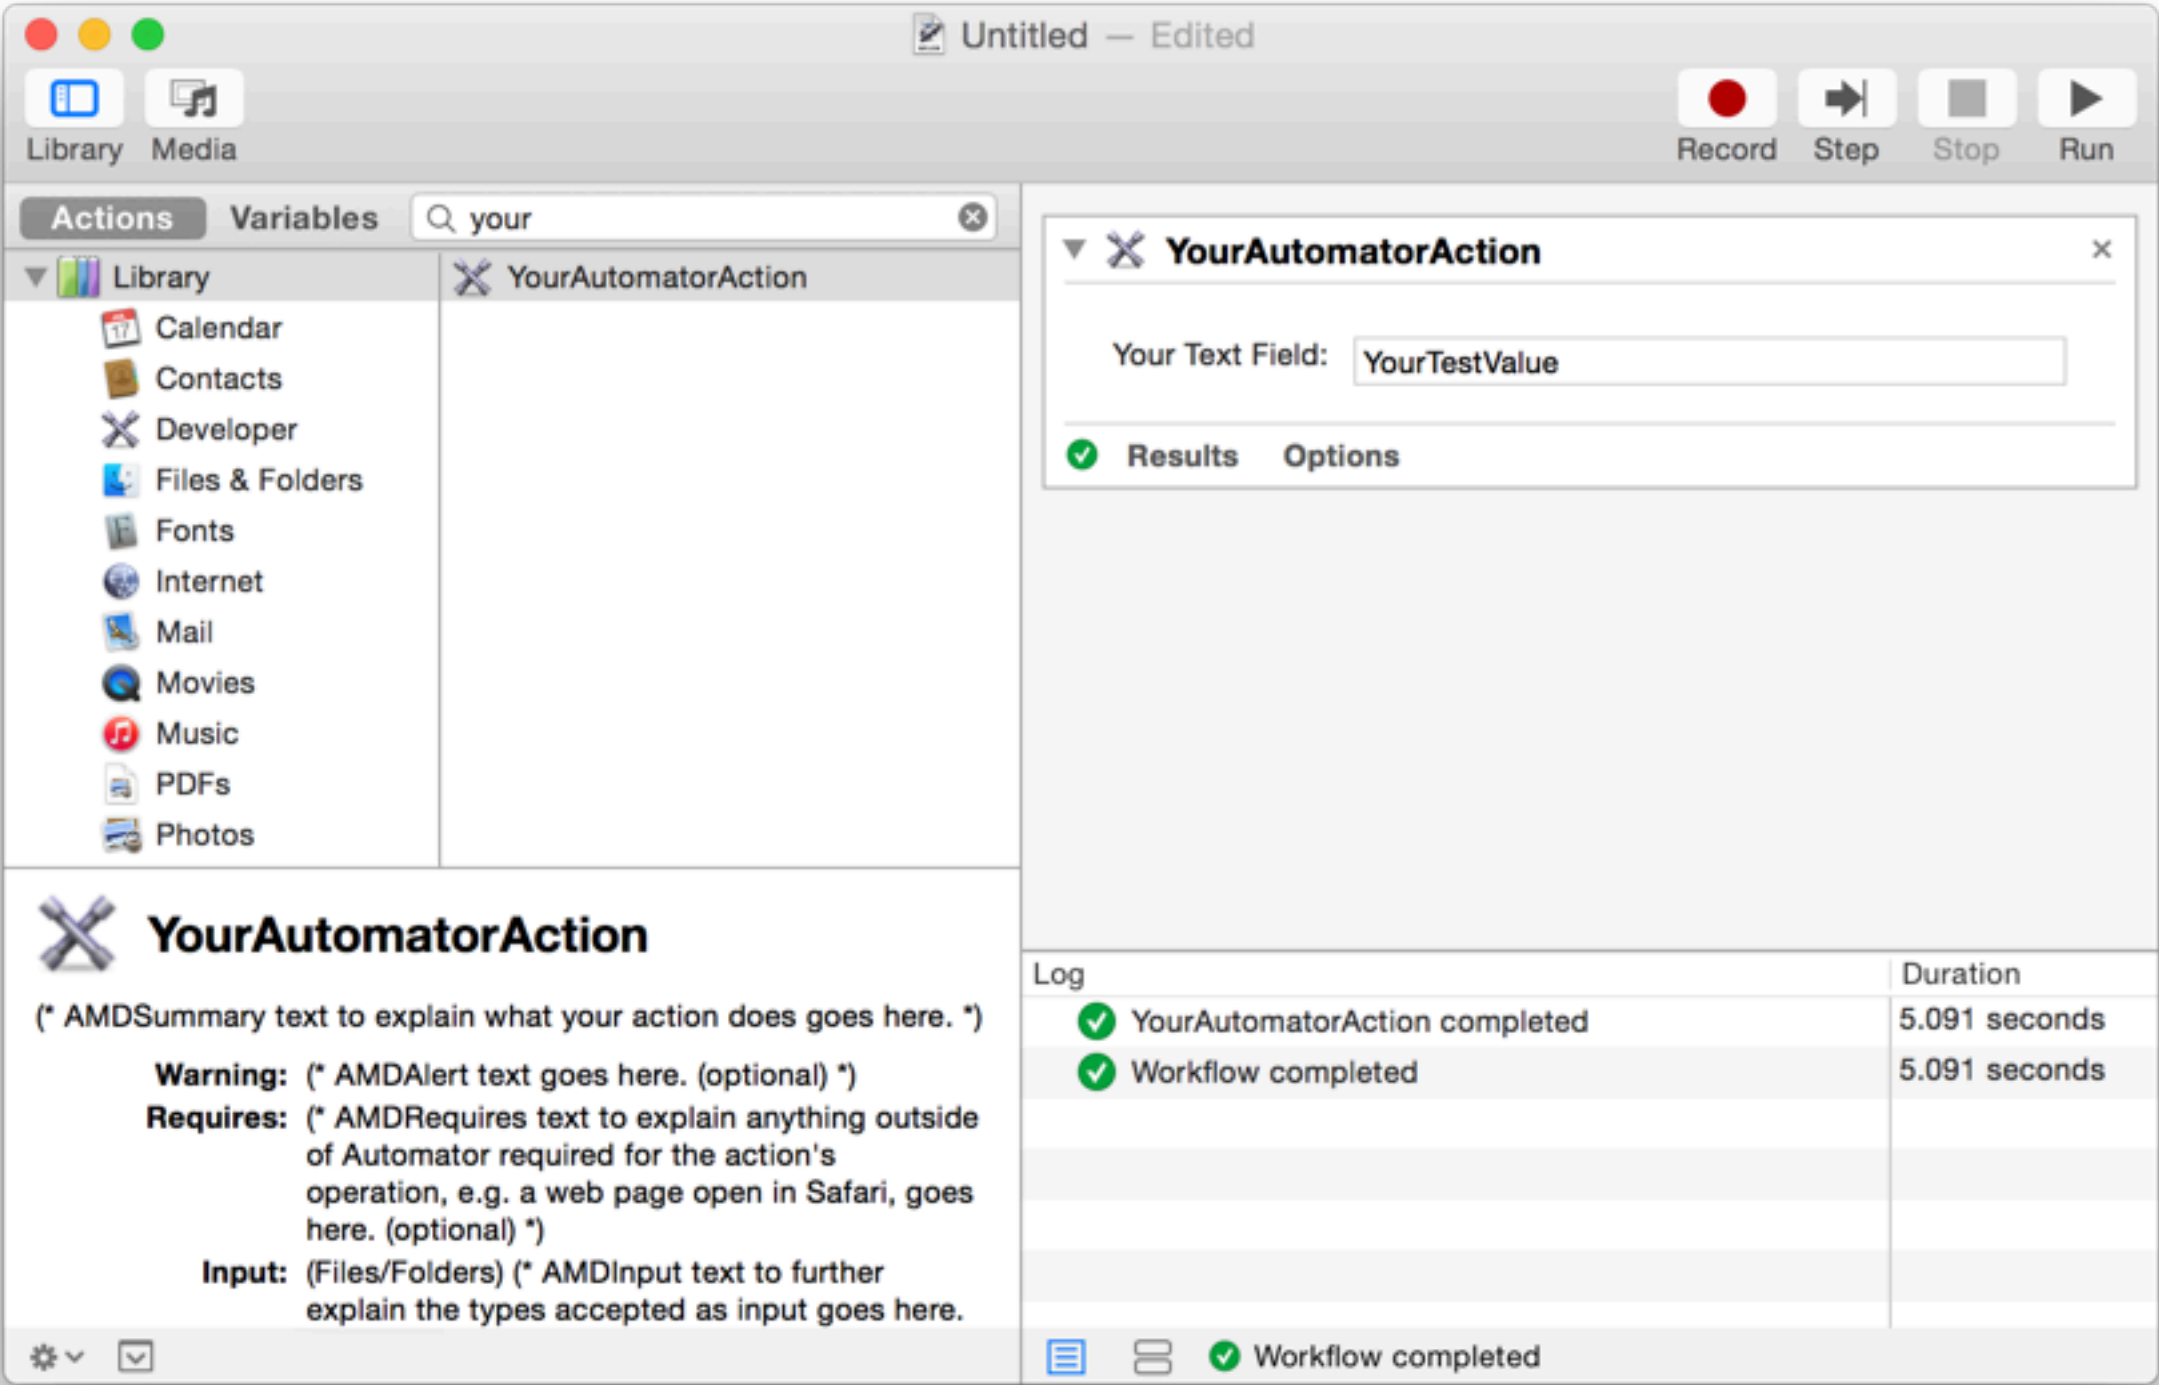 Untitled — Edited
Library Media
Record Step Stop Run
Actions Variables your
Library
Calendar
17
Contacts
Developer
Files & Folders
Fonts
Internet
Mail
Movies
Music
PDFs
Photos
YourAutomatorAction
YourAutomatorAction
Your Text Field: YourTestValue
Results Options
YourAutomatorAction
(* AMDSummary text to explain what your action does goes here. *)
Warning: (* AMDAlert text goes here. (optional) *)
Requires: (* AMDRequires text to explain anything outside
of Automator required for the action's
operation, e.g. a web page open in Safari, goes
here. (optional) *)
Input: (Files/Folders) (* AMDInput text to further
explain the types accepted as input goes here.
Log Duration
YourAutomatorAction completed 5.091 seconds
Workflow completed 5.091 seconds
Workflow completed